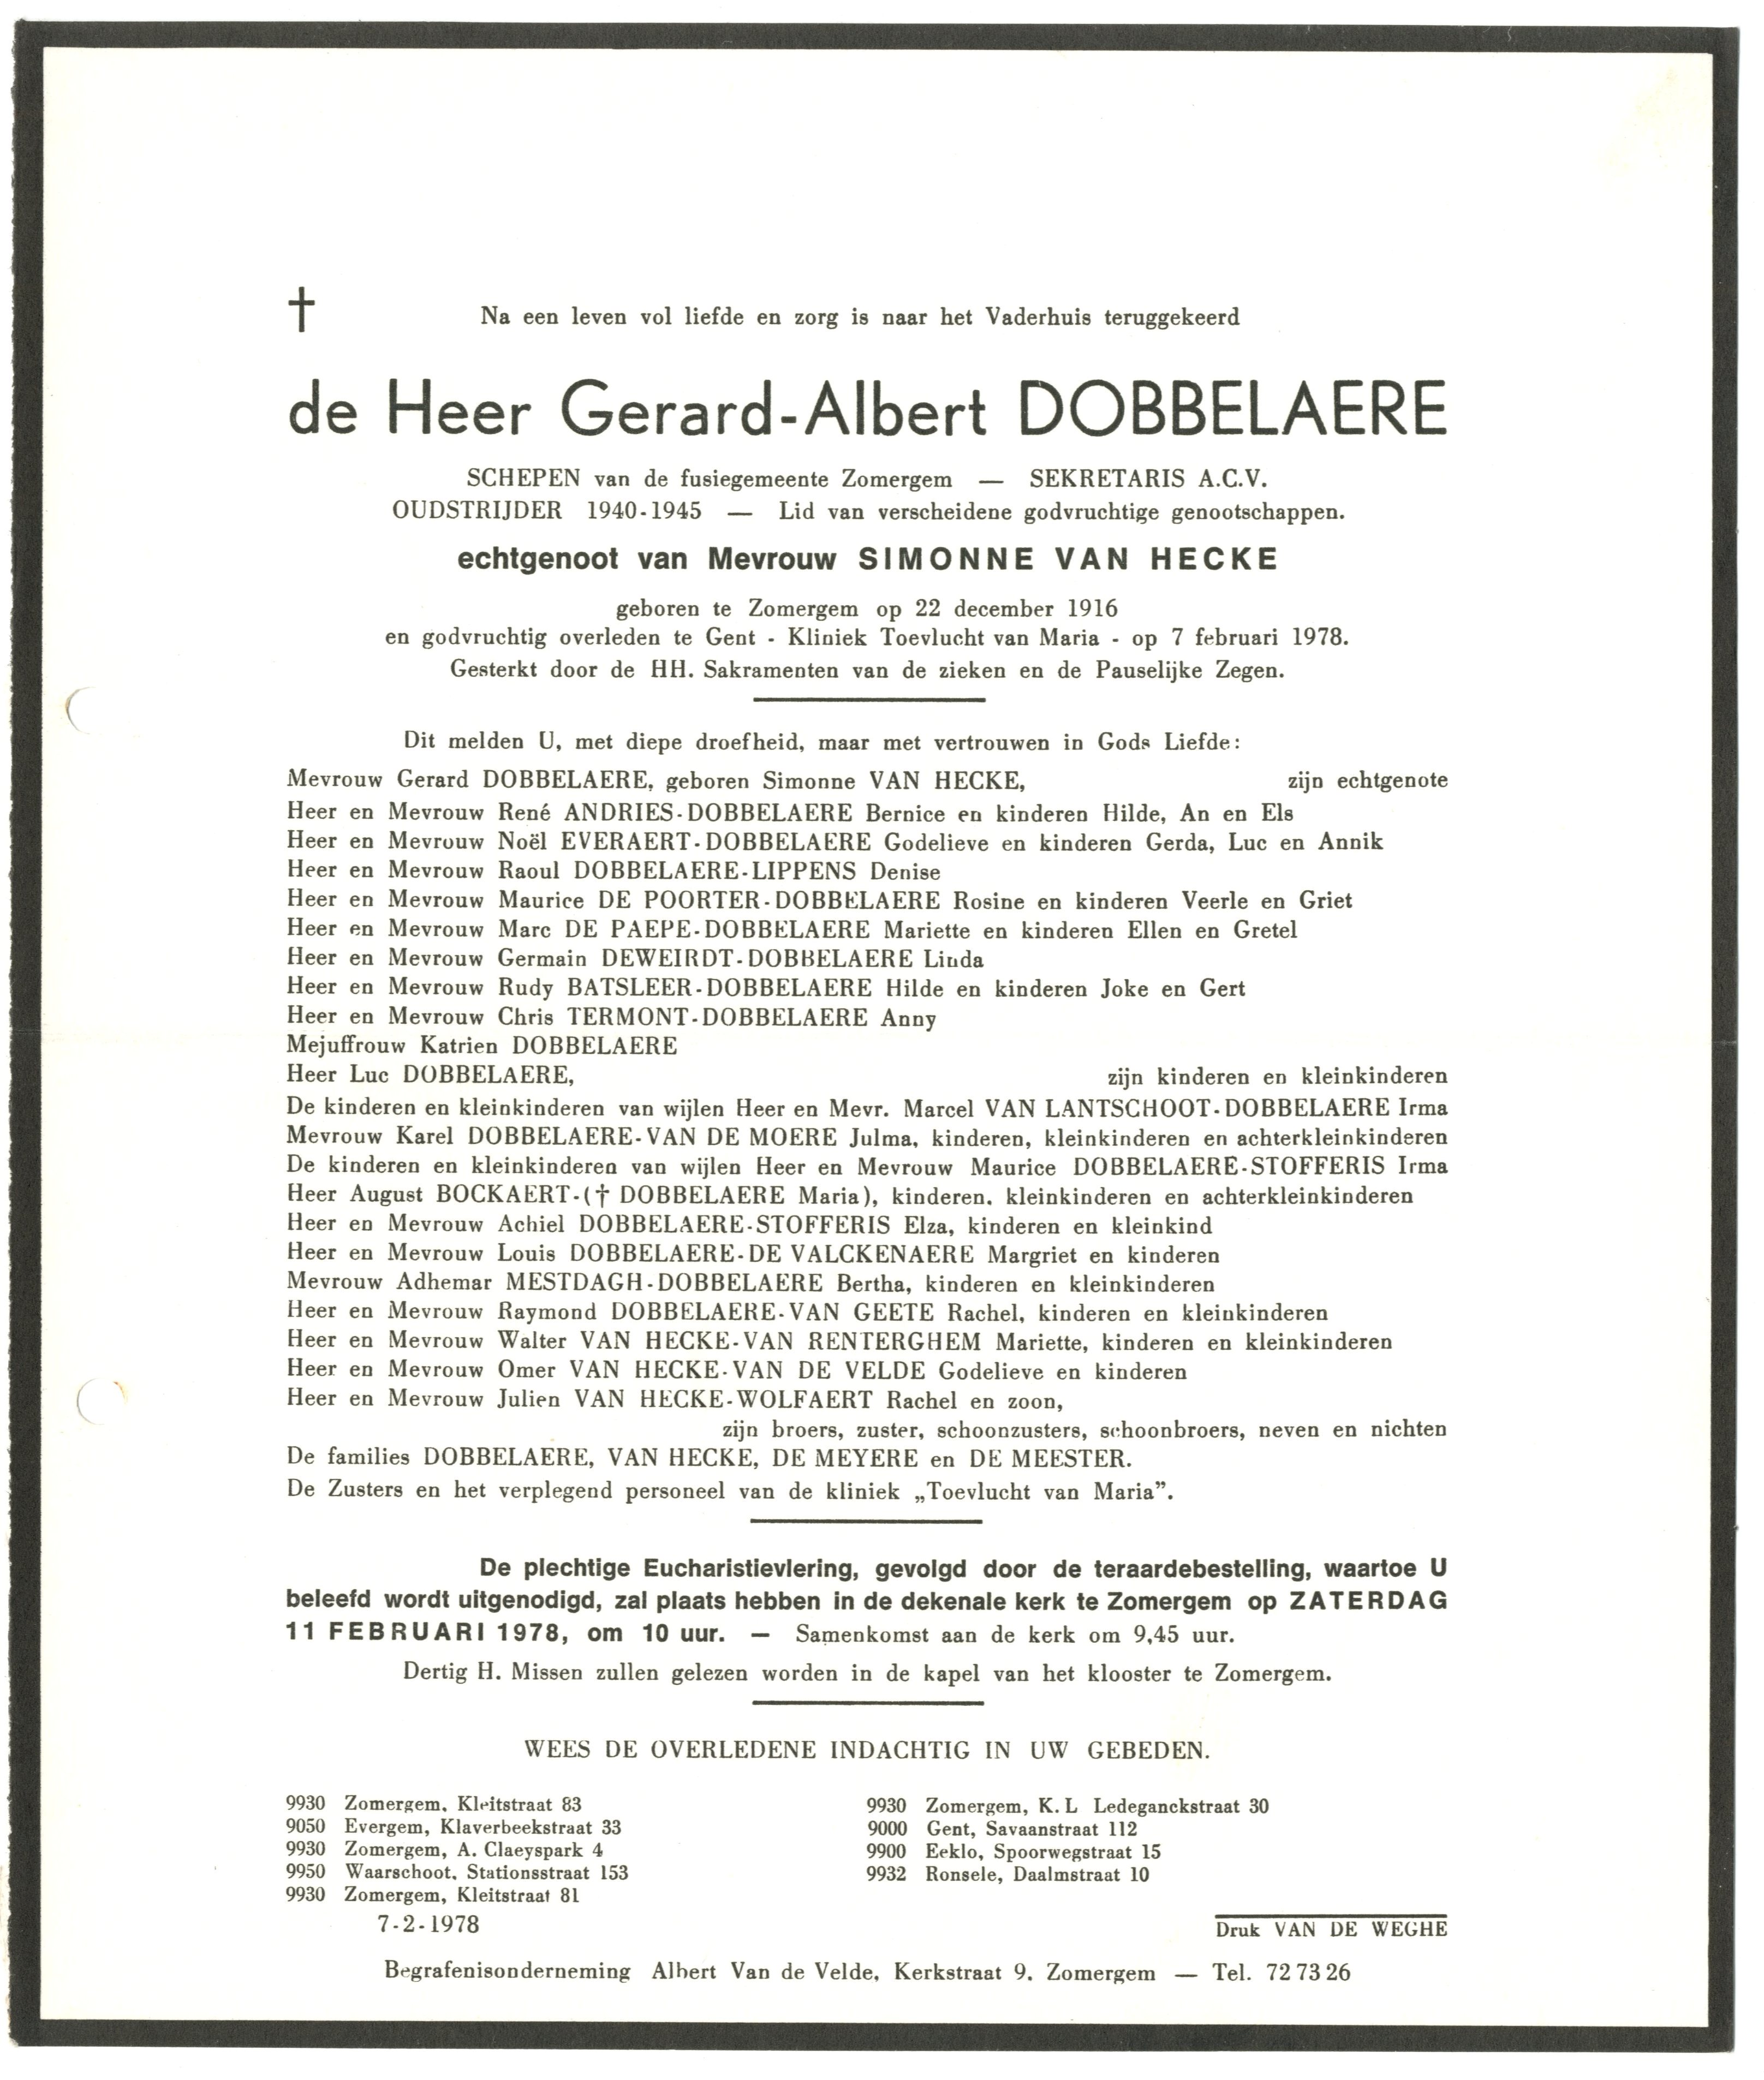 † Na een leven vol liefde en zorg is naar het Vaderhuis teruggekeerd
de Heer Gerard-Albert DOBBELAERE
SCHEPEN van de fusiegemeente Zomergem — SEKRETARIS A.C.V.
OUDSTRIJDER 1940-1945 — Lid van verscheidene godvruchtige genootschappen.
echtgenoot van Mevrouw SIMONNE VAN HECKE
geboren te Zomergem op 22 december 1916
en godvruchtig overleden te Gent - Kliniek Toevlucht van Maria - op 7 februari 1978.
Gesterkt door de HH. Sakramenten van de zieken en de Pauselijke Zegen.
Dit melden U, met diepe droefheid, maar met vertrouwen in Gods Liefde:
Mevrouw Gerard DOBBELAERE, geboren Simonne VAN HECKE, zijn echtgenote
Heer en Mevrouw René ANDRIES-DOBBELAERE Bernice en kinderen Hilde, An en Els
Heer en Mevrouw Noël EVERAERT-DOBBELAERE Godelieve en kinderen Gerda, Luc en Annik
Heer en Mevrouw Raoul DOBBELAERE-LIPPENS Denise
Heer en Mevrouw Maurice DE POORTER-DOBBELAERE Rosine en kinderen Veerle en Griet
Heer en Mevrouw Marc DE PAEPE-DOBBELAERE Mariette en kinderen Ellen en Gretel
Heer en Mevrouw Germain DEWEIRDT-DOBBELAERE Linda
Heer en Mevrouw Rudy BATSLEER-DOBBELAERE Hilde en kinderen Joke en Gert
Heer en Mevrouw Chris TERMONT-DOBBELAERE Anny
Mejuffrouw Katrien DOBBELAERE
Heer Luc DOBBELAERE, zijn kinderen en kleinkinderen
De kinderen en kleinkinderen van wijlen Heer en Mevr. Marcel VAN LANTSCHOOT-DOBBELAERE Irma
Mevrouw Karel DOBBELAERE-VAN DE MOERE Julma, kinderen, kleinkinderen en achterkleinkinderen
De kinderen en kleinkinderen van wijlen Heer en Mevrouw Maurice DOBBELAERE-STOFFERIS Irma
Heer August BOCKAERT-(† DOBBELAERE Maria), kinderen, kleinkinderen en achterkleinkinderen
Heer en Mevrouw Achiel DOBBELAERE-STOFFERIS Elza, kinderen en kleinkind
Heer en Mevrouw Louis DOBBELAERE-DE VALCKENAERE Margriet en kinderen
Mevrouw Adhemar MESTDAGH-DOBBELAERE Bertha, kinderen en kleinkinderen
Heer en Mevrouw Raymond DOBBELAERE-VAN GEETE Rachel, kinderen en kleinkinderen
Heer en Mevrouw Walter VAN HECKE-VAN RENTERGHEM Mariette, kinderen en kleinkinderen
Heer en Mevrouw Omer VAN HECKE-VAN DE VELDE Godelieve en kinderen
Heer en Mevrouw Julien VAN HECKE-WOLFAERT Rachel en zoon,
zijn broers, zuster, schoonzusters, schoonbroers, neven en nichten
De families DOBBELAERE, VAN HECKE, DE MEYERE en DE MEESTER.
De Zusters en het verplegend personeel van de kliniek „Toevlucht van Maria”.
De plechtige Eucharistievlering, gevolgd door de teraardebestelling, waartoe U
beleefd wordt uitgenodigd, zal plaats hebben in de dekenale kerk te Zomergem op ZATERDAG
11 FEBRUARI 1978, om 10 uur. — Samenkomst aan de kerk om 9,45 uur.
Dertig H. Missen zullen gelezen worden in de kapel van het klooster te Zomergem.
WEES DE OVERLEDENE INDACHTIG IN UW GEBEDEN.
9930 Zomergem, Kleitstraat 83
9050 Evergem, Klaverbeekstraat 33
9930 Zomergem, A. Claeyspark 4
9950 Waarschoot, Stationsstraat 153
9930 Zomergem, Kleitstraat 81
9930 Zomergem, K. L Ledeganckstraat 30
9000 Gent, Savaanstraat 112
9900 Eeklo, Spoorwegstraat 15
9932 Ronsele, Daalmstraat 10
7-2-1978
Druk VAN DE WEGHE
Begrafenisonderneming Albert Van de Velde, Kerkstraat 9, Zomergem — Tel. 72 73 26